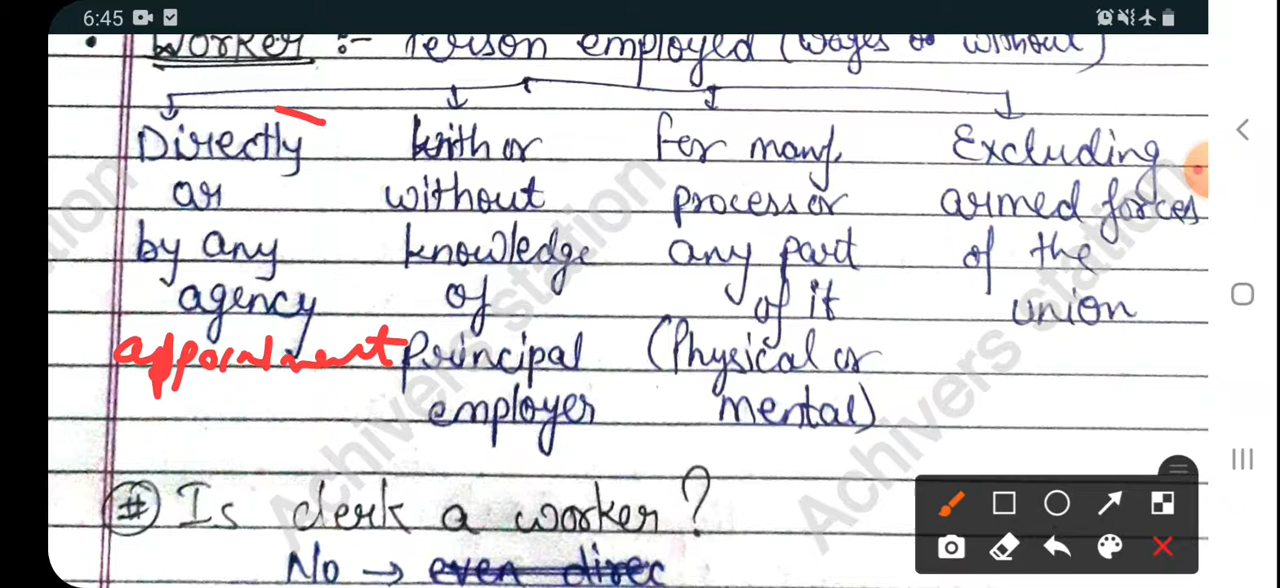 6:45
• Worker :- Person employed (wages or without)
Directly
or
by any
agency
appointment
with or
without
knowledge
of
Principal
employer
for manf.
process or
any part
of it
(Physical or
mental)
Excluding
armed forces
of the
union
# Is clerk a worker?
No → even direc
Achivers station
Achivers station